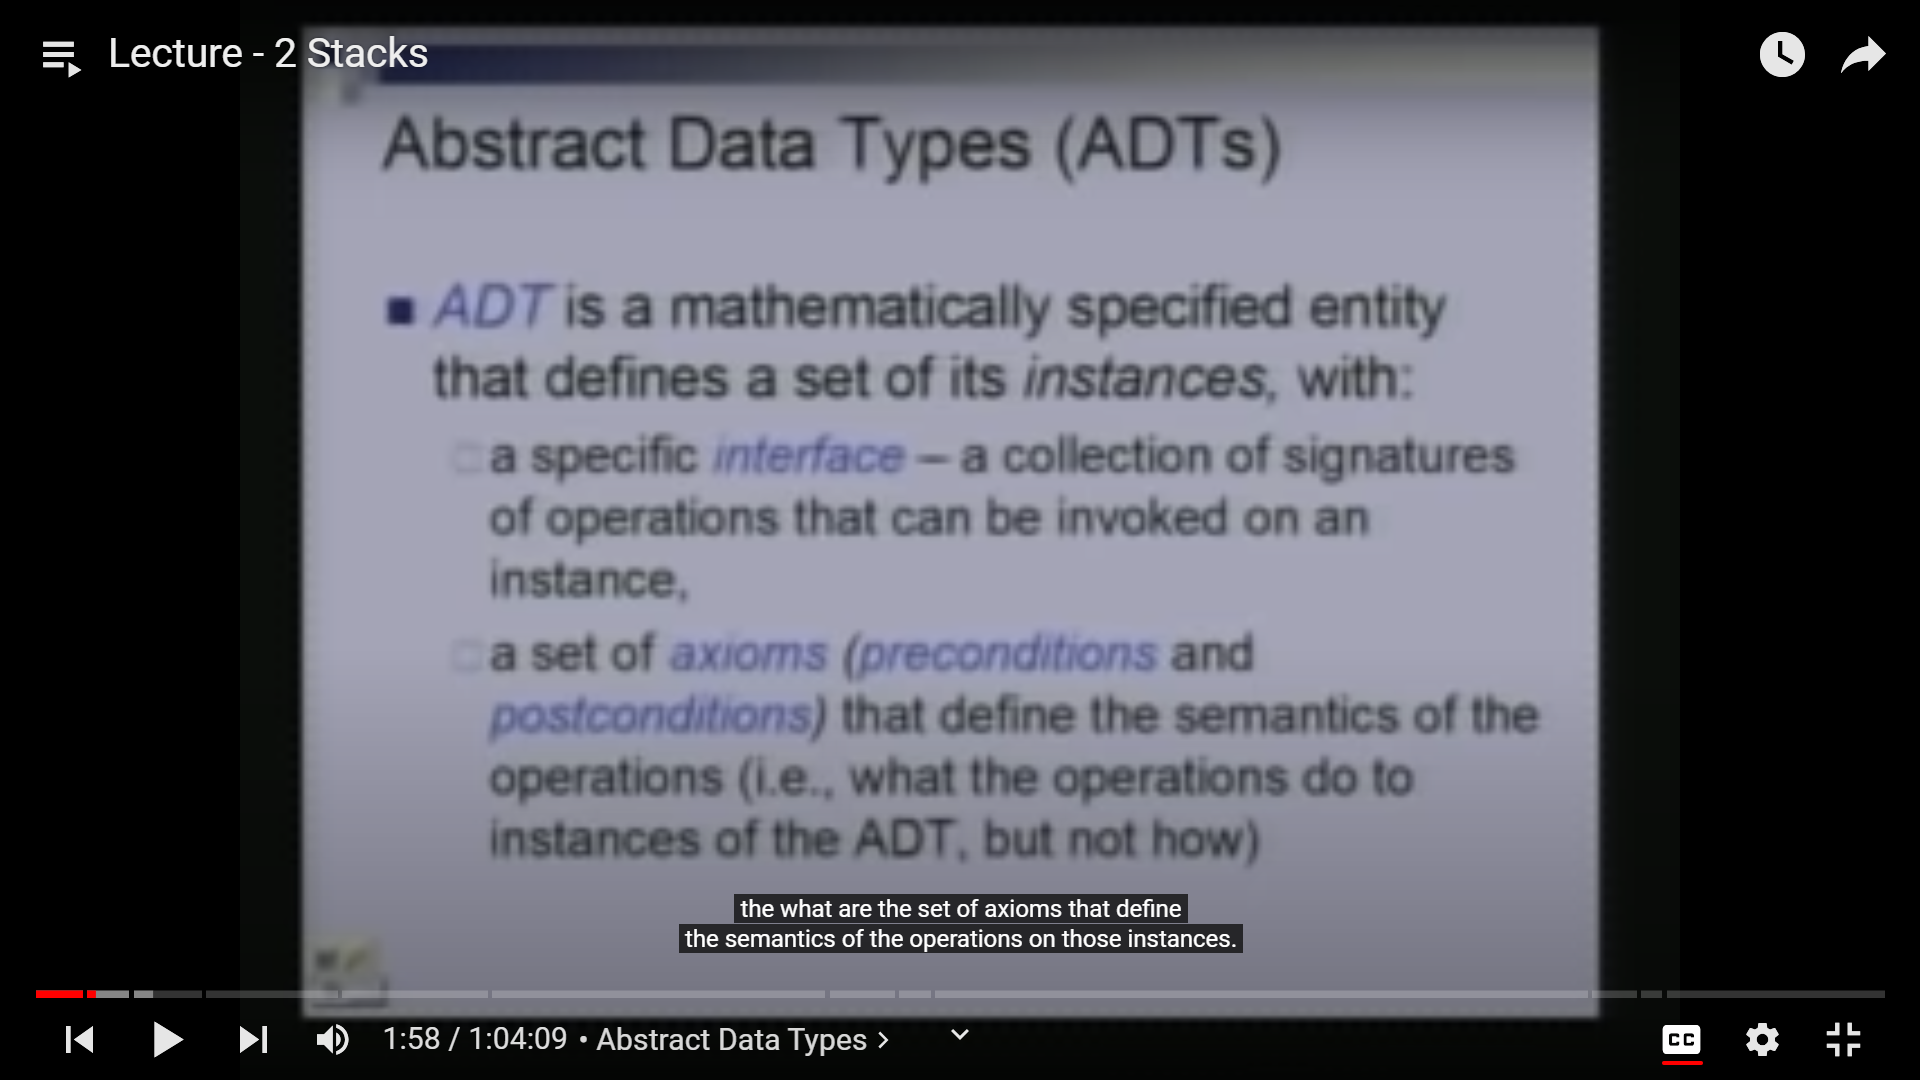 Lecture - 2 Stacks
Abstract Data Types (ADTs)
ADT is a mathematically specified entity
that defines a set of its instances, with:
a specific interface – a collection of signatures
of operations that can be invoked on an
instance,
a set of axioms (preconditions and
postconditions) that define the semantics of the
operations (i.e., what the operations do to
instances of the ADT, but not how)
the what are the set of axioms that define
the semantics of the operations on those instances.
1:58 / 1:04:09 • Abstract Data Types >
CC